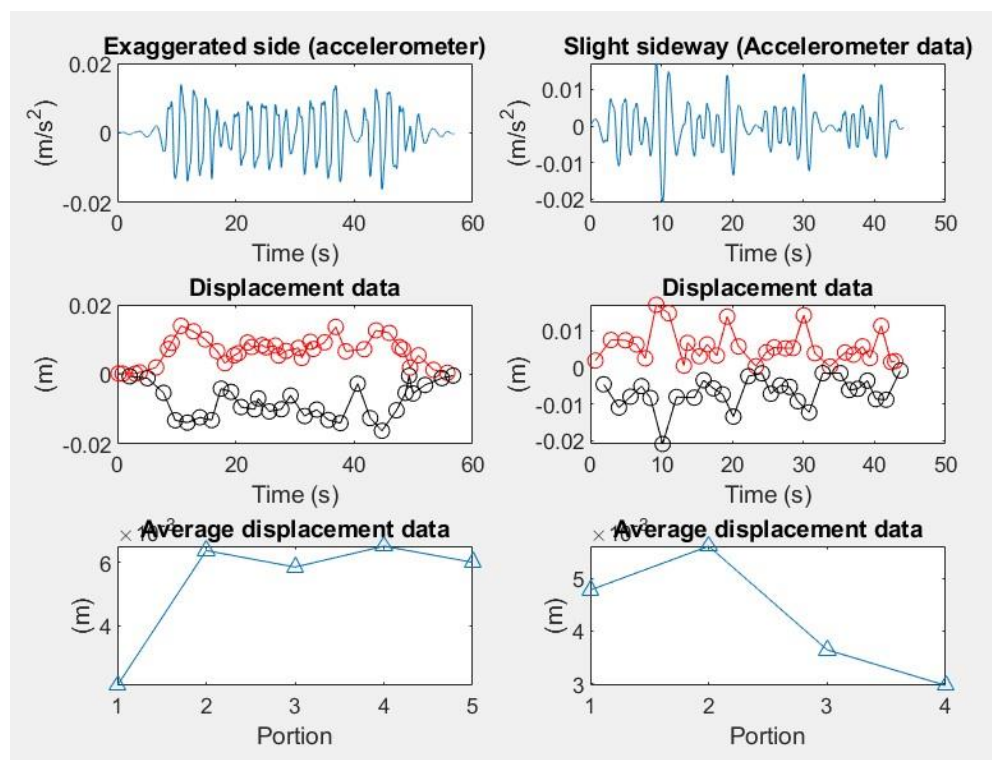 Exaggerated side (accelerometer)
0.02
0
-0.02
(m/s²)
0 20 40 60
Time (s)
Slight sideway (Accelerometer data)
0.01
0
-0.01
-0.02
(m/s²)
0 10 20 30 40 50
Time (s)
Displacement data
0.02
0
-0.02
(m)
0 20 40 60
Time (s)
Displacement data
0.01
0
-0.01
-0.02
(m)
0 10 20 30 40 50
Time (s)
Average displacement data
6
4
(m)
1 2 3 4 5
Portion
Average displacement data
5
4
3
(m)
1 2 3 4
Portion